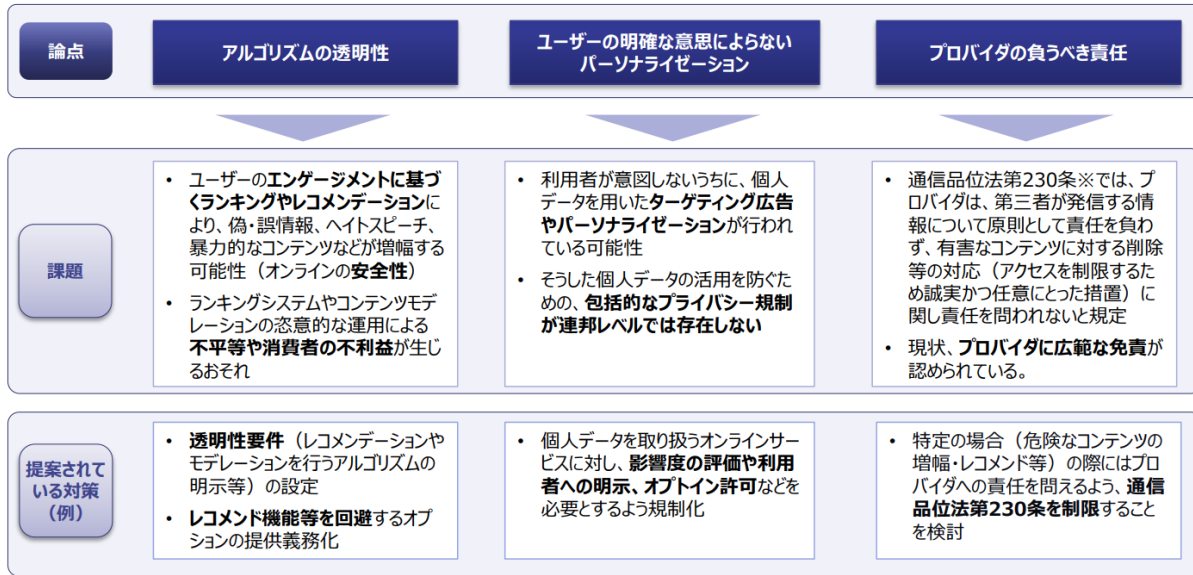 論点
アルゴリズムの透明性
ユーザーの明確な意思によらない
パーソナライゼーション
プロバイダの負うべき責任
課題
• ユーザーのエンゲージメントに基づ
くランキングやレコメンデーションに
より、偽・誤情報、ヘイトスピーチ、
暴力的なコンテンツなどが増幅する
可能性（オンラインの安全性）
• ランキングシステムやコンテンツモデ
レーションの恣意的な運用による
不平等や消費者の不利益が生じ
るおそれ
• 利用者が意図しないうちに、個人
データを用いたターゲティング広告
やパーソナライゼーションが行われ
ている可能性
• そうした個人データの活用を防ぐた
めの、包括的なプライバシー規制
が連邦レベルでは存在しない
• 通信品位法第230条※では、プ
ロバイダは、第三者が発信する情
報について原則として責任を負わ
ず、有害なコンテンツに対する削除
等の対応（アクセスを制限するた
め誠実かつ任意にとった措置）に
関し責任を問われないと規定
• 現状、プロバイダに広範な免責が
認められている。
提案されて
いる対策
（例）
• 透明性要件（レコメンデーションや
モデレーションを行うアルゴリズムの
明示等）の設定
• レコメンド機能等を回避するオプ
ションの提供義務化
• 個人データを取り扱うオンラインサー
ビスに対し、影響度の評価や利用
者への明示、オプトイン許可などを
必要とするよう規制化
• 特定の場合（危険なコンテンツの
増幅・レコメンド等）の際にはプロ
バイダへの責任を問えるよう、通信
品位法第230条を制限すること
を検討